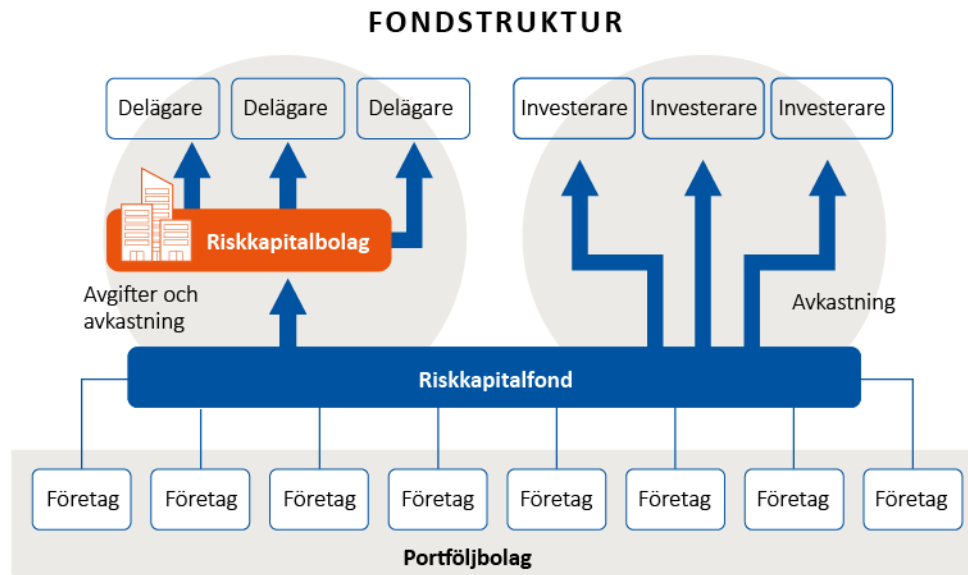 FONDSTRUKTUR
Delägare
Delägare
Delägare
Investerare
Investerare
Investerare
Riskkapitalbolag
Avgifter och
avkastning
Avkastning
Riskkapitalfond
Företag
Företag
Företag
Företag
Företag
Företag
Företag
Företag
Portföljbolag